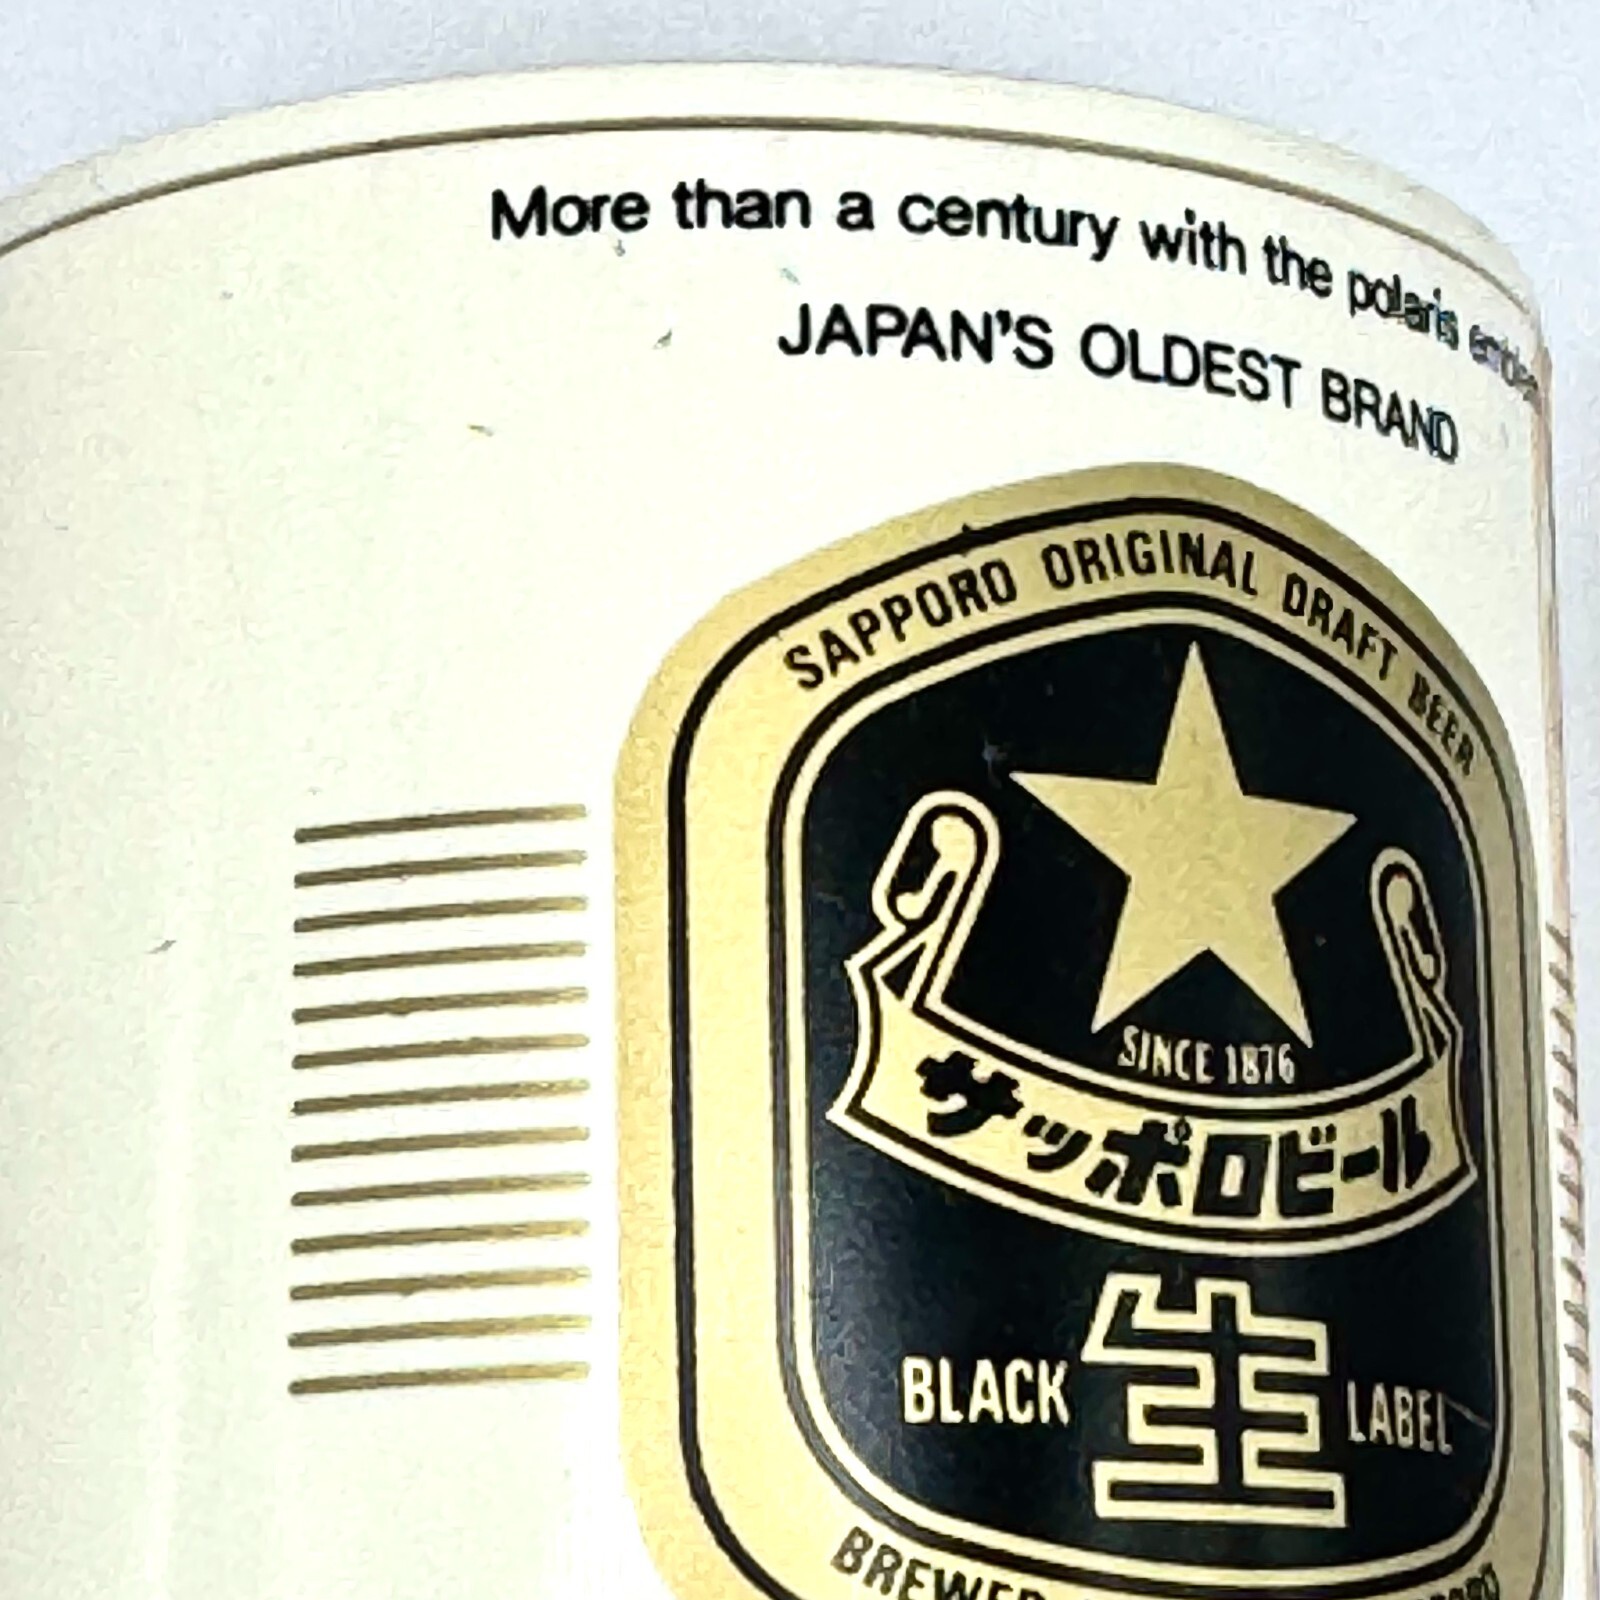 More than a century with the polaris emblem
JAPAN'S OLDEST BRAND
SAPPORO ORIGINAL DRAFT BEER
SINCE 1876
サッポロビール
BLACK 生 LABEL